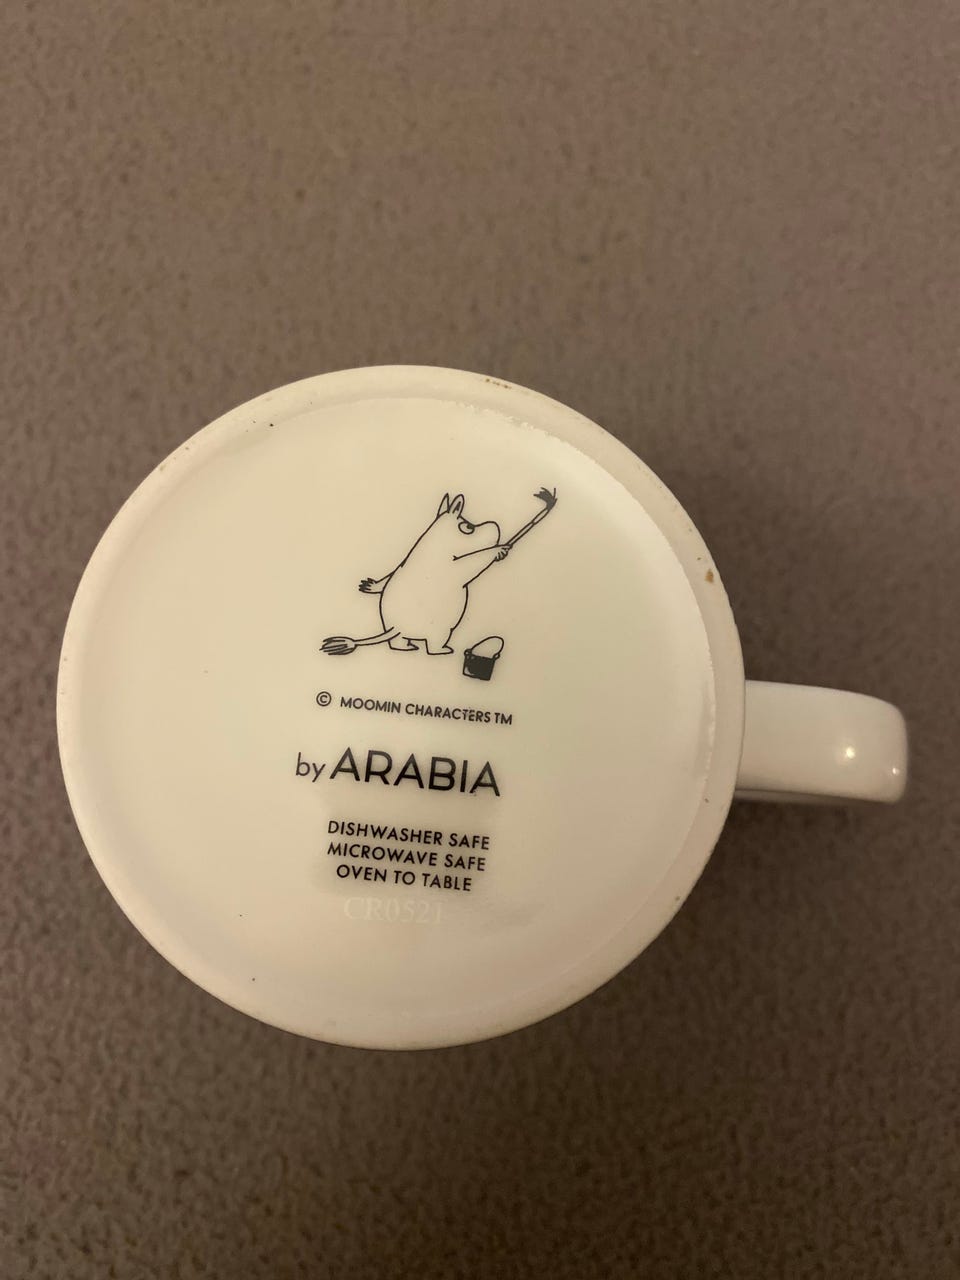 © MOOMIN CHARACTERS TM
by ARABIA
DISHWASHER SAFE
MICROWAVE SAFE
OVEN TO TABLE
CR0521